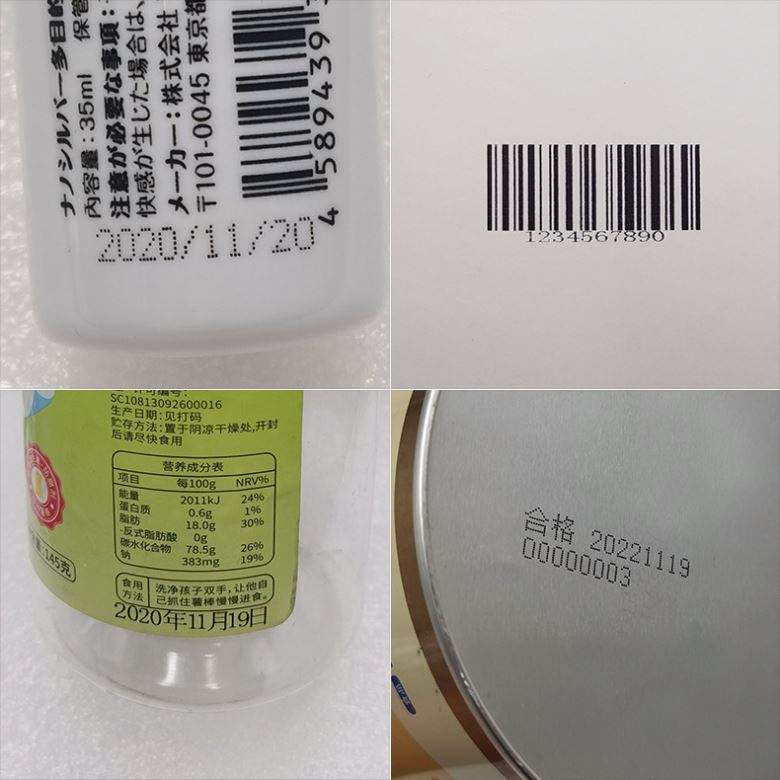 ナノシルバー多目的
内容量：35ml 保管
注意が必要な事項：
快感が生じた場合は、
メーカー：株式会社
〒101-0045 東京都
4589439
2020/11/20
1234567890
SC10813092600016
生产日期：见打码
贮存方法：置于阴凉干燥处,开封
后请尽快食用
营养成分表
项目 每100g NRV%
能量 2011kJ 24%
蛋白质 0.6g 1%
脂肪 18.0g 30%
-反式脂肪酸 0g
碳水化合物 78.5g 26%
钠 383mg 19%
食用方法 洗净孩子双手,让他自
己抓住薯棒慢慢进食。
145克
2020年11月19日
合格 20221119
00000003